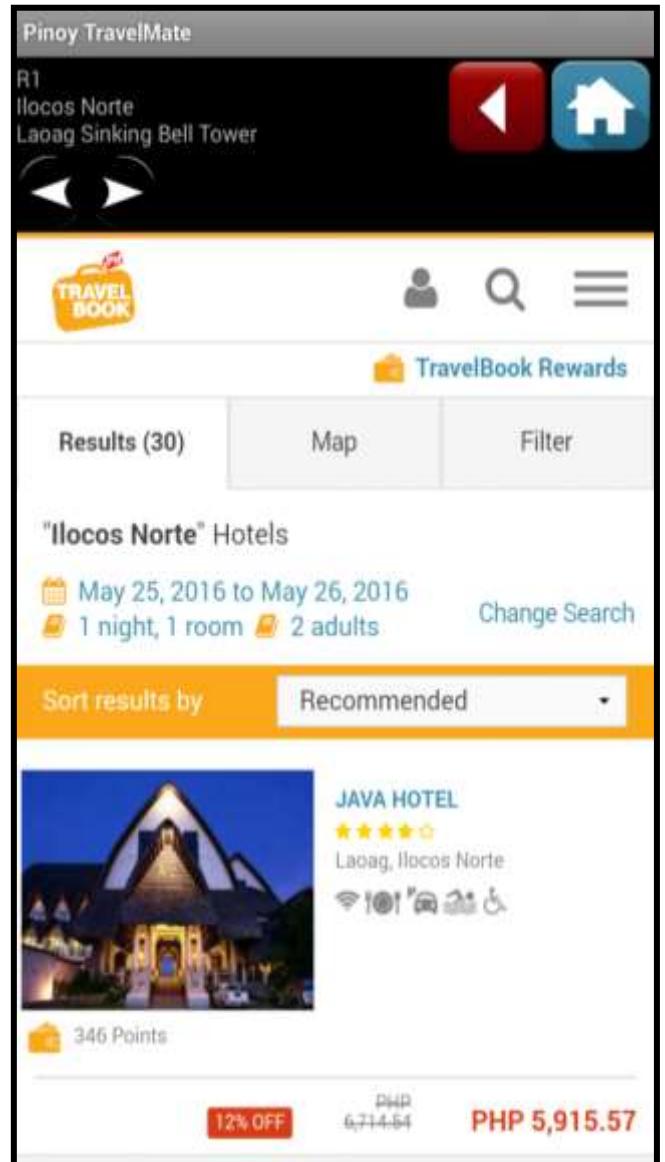 Pinoy TravelMate
R1
Ilocos Norte
Laoag Sinking Bell Tower
TRAVEL
BOOK
TravelBook Rewards
Results (30)
Map
Filter
"Ilocos Norte" Hotels
May 25, 2016 to May 26, 2016
1 night, 1 room 2 adults
Change Search
Sort results by
Recommended
JAVA HOTEL
Laoag, Ilocos Norte
346 Points
12% OFF
PHP
6,714.54
PHP 5,915.57